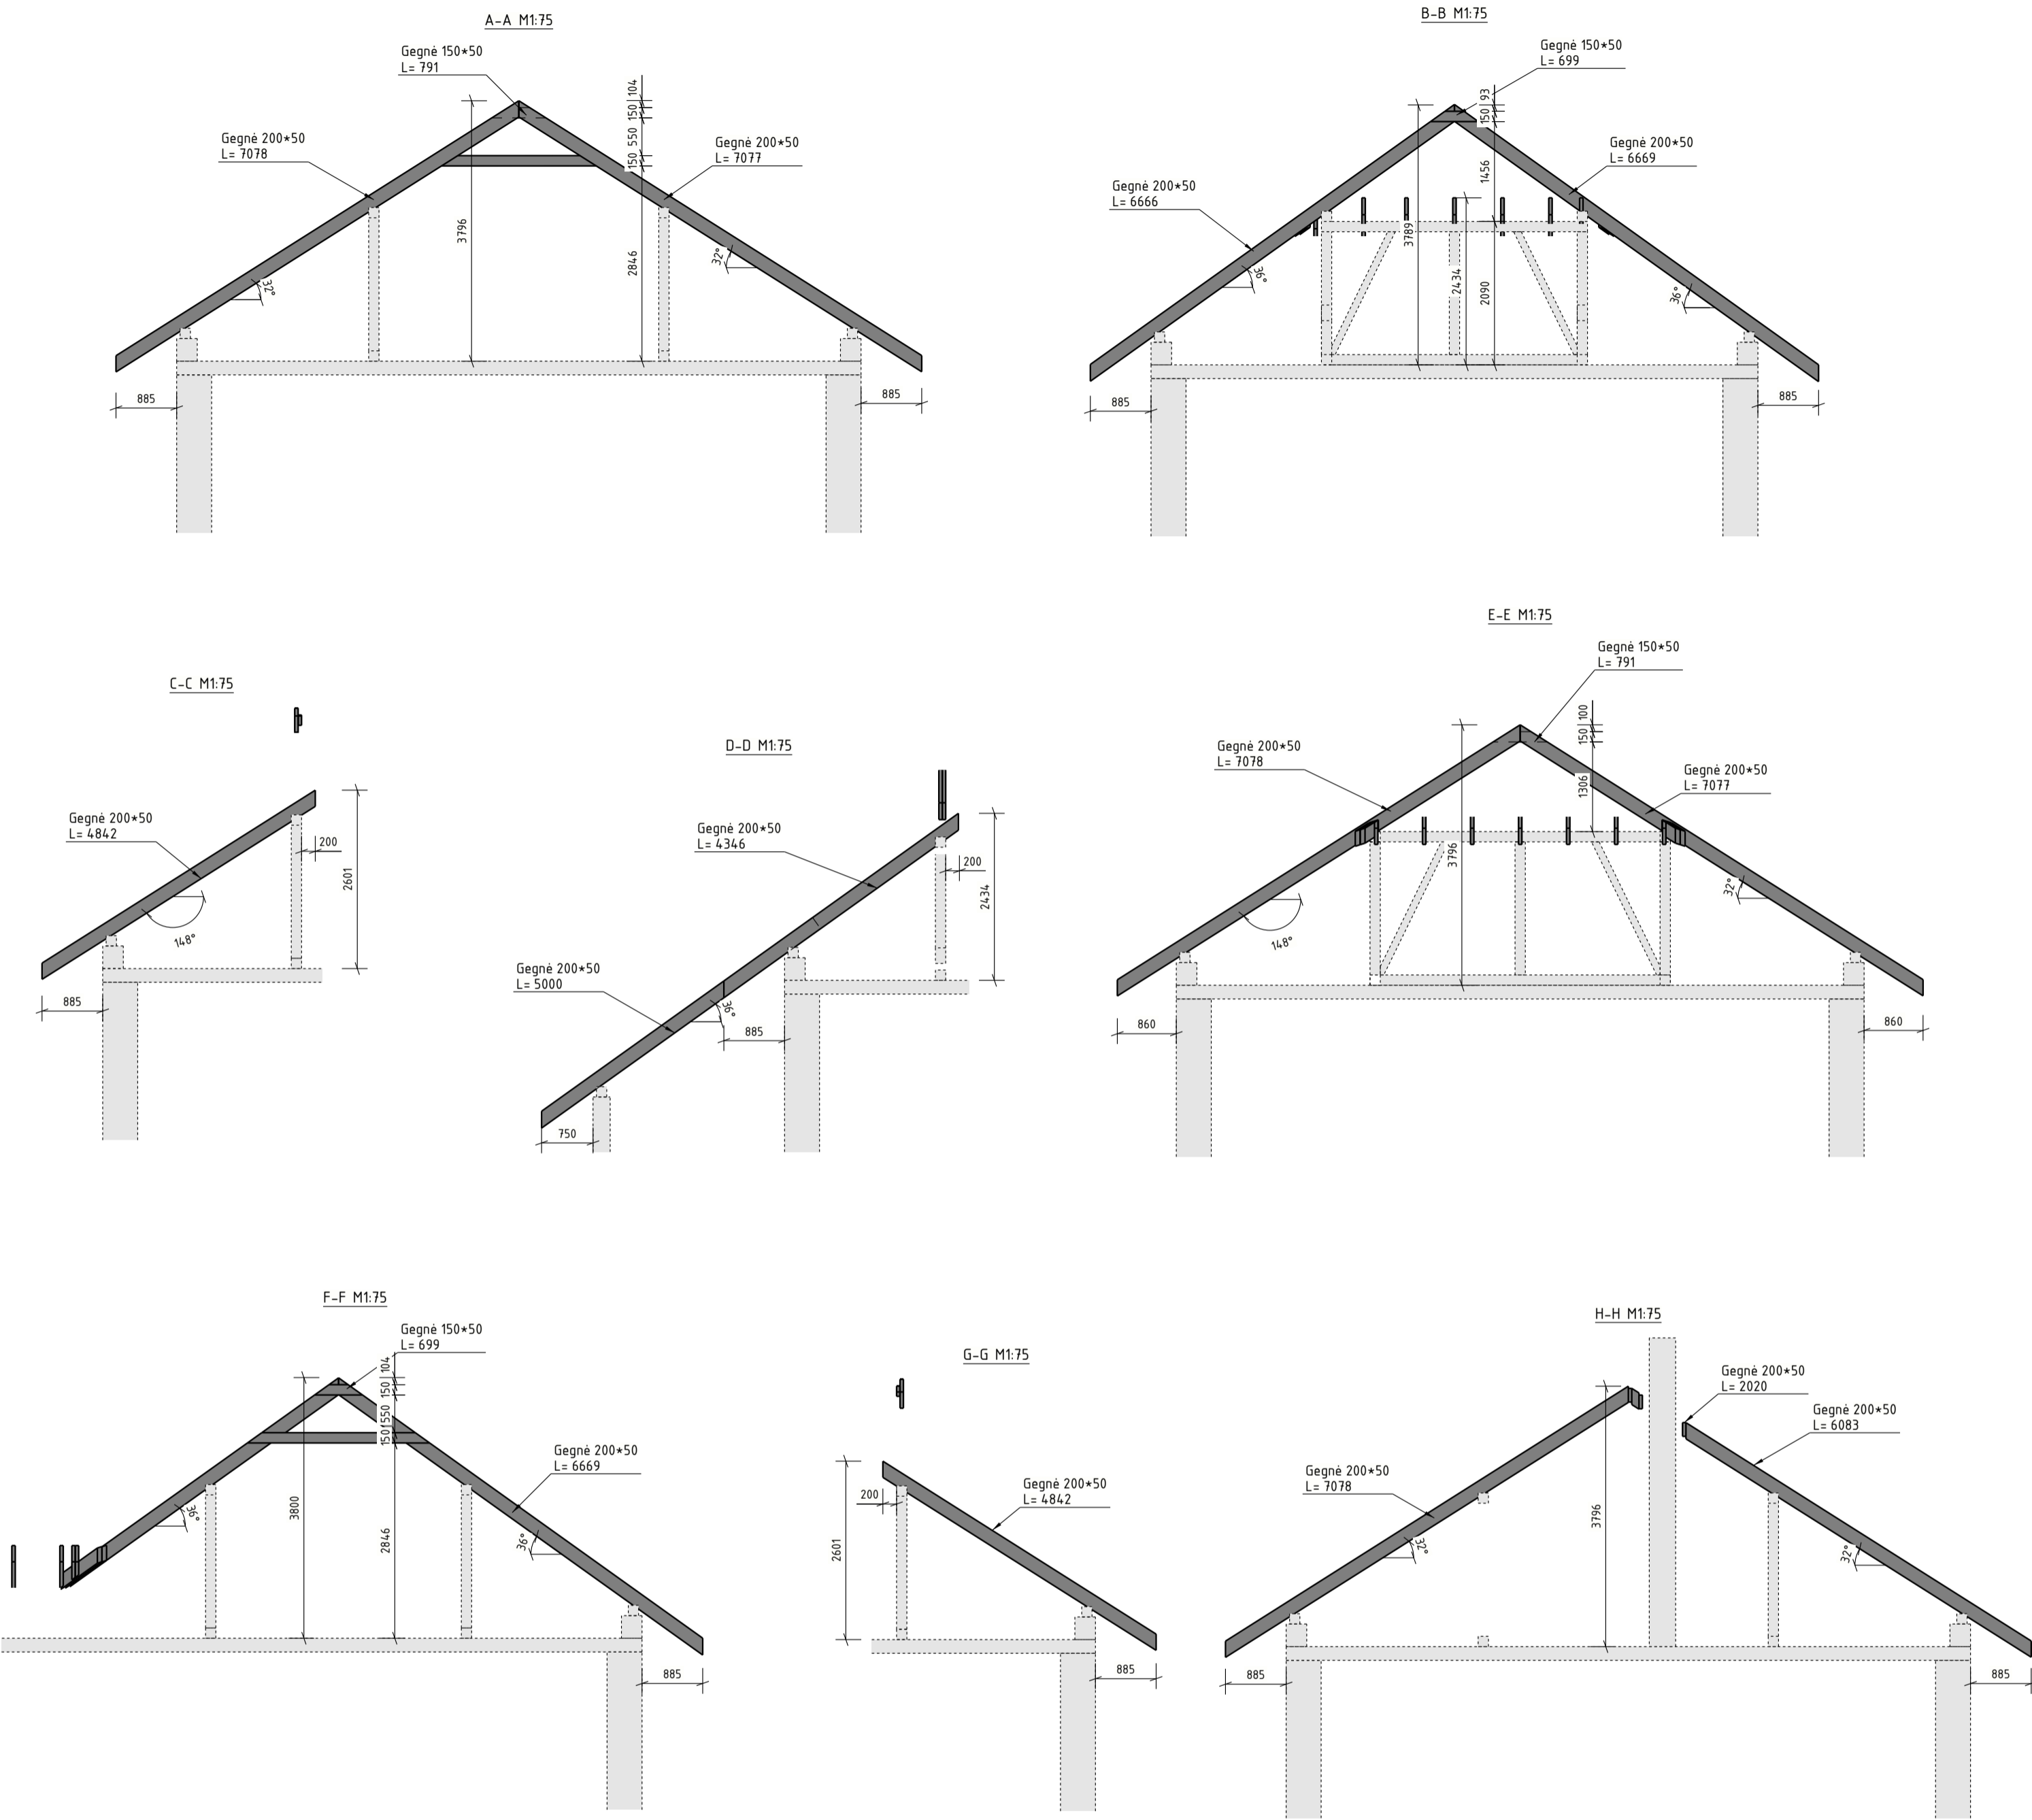 A-A M1:75
Gegnė 150*50
L= 791
Gegnė 200*50
L= 7078
Gegnė 200*50
L= 7077
104
150
550
150
3796
2846
32°
32°
885
885
B-B M1:75
Gegnė 150*50
L= 699
Gegnė 200*50
L= 6666
Gegnė 200*50
L= 6669
93
150
1456
3789
2434
2090
36°
36°
885
885
C-C M1:75
Gegnė 200*50
L= 4842
200
2601
148°
885
D-D M1:75
Gegnė 200*50
L= 4346
Gegnė 200*50
L= 5000
200
2434
36°
885
750
E-E M1:75
Gegnė 150*50
L= 791
Gegnė 200*50
L= 7078
Gegnė 200*50
L= 7077
100
150
1306
3796
148°
32°
860
860
F-F M1:75
Gegnė 150*50
L= 699
Gegnė 200*50
L= 6669
104
150
550
150
3800
2846
36°
36°
885
G-G M1:75
Gegnė 200*50
L= 4842
200
2601
885
H-H M1:75
Gegnė 200*50
L= 2020
Gegnė 200*50
L= 6083
Gegnė 200*50
L= 7078
3796
32°
32°
885
885